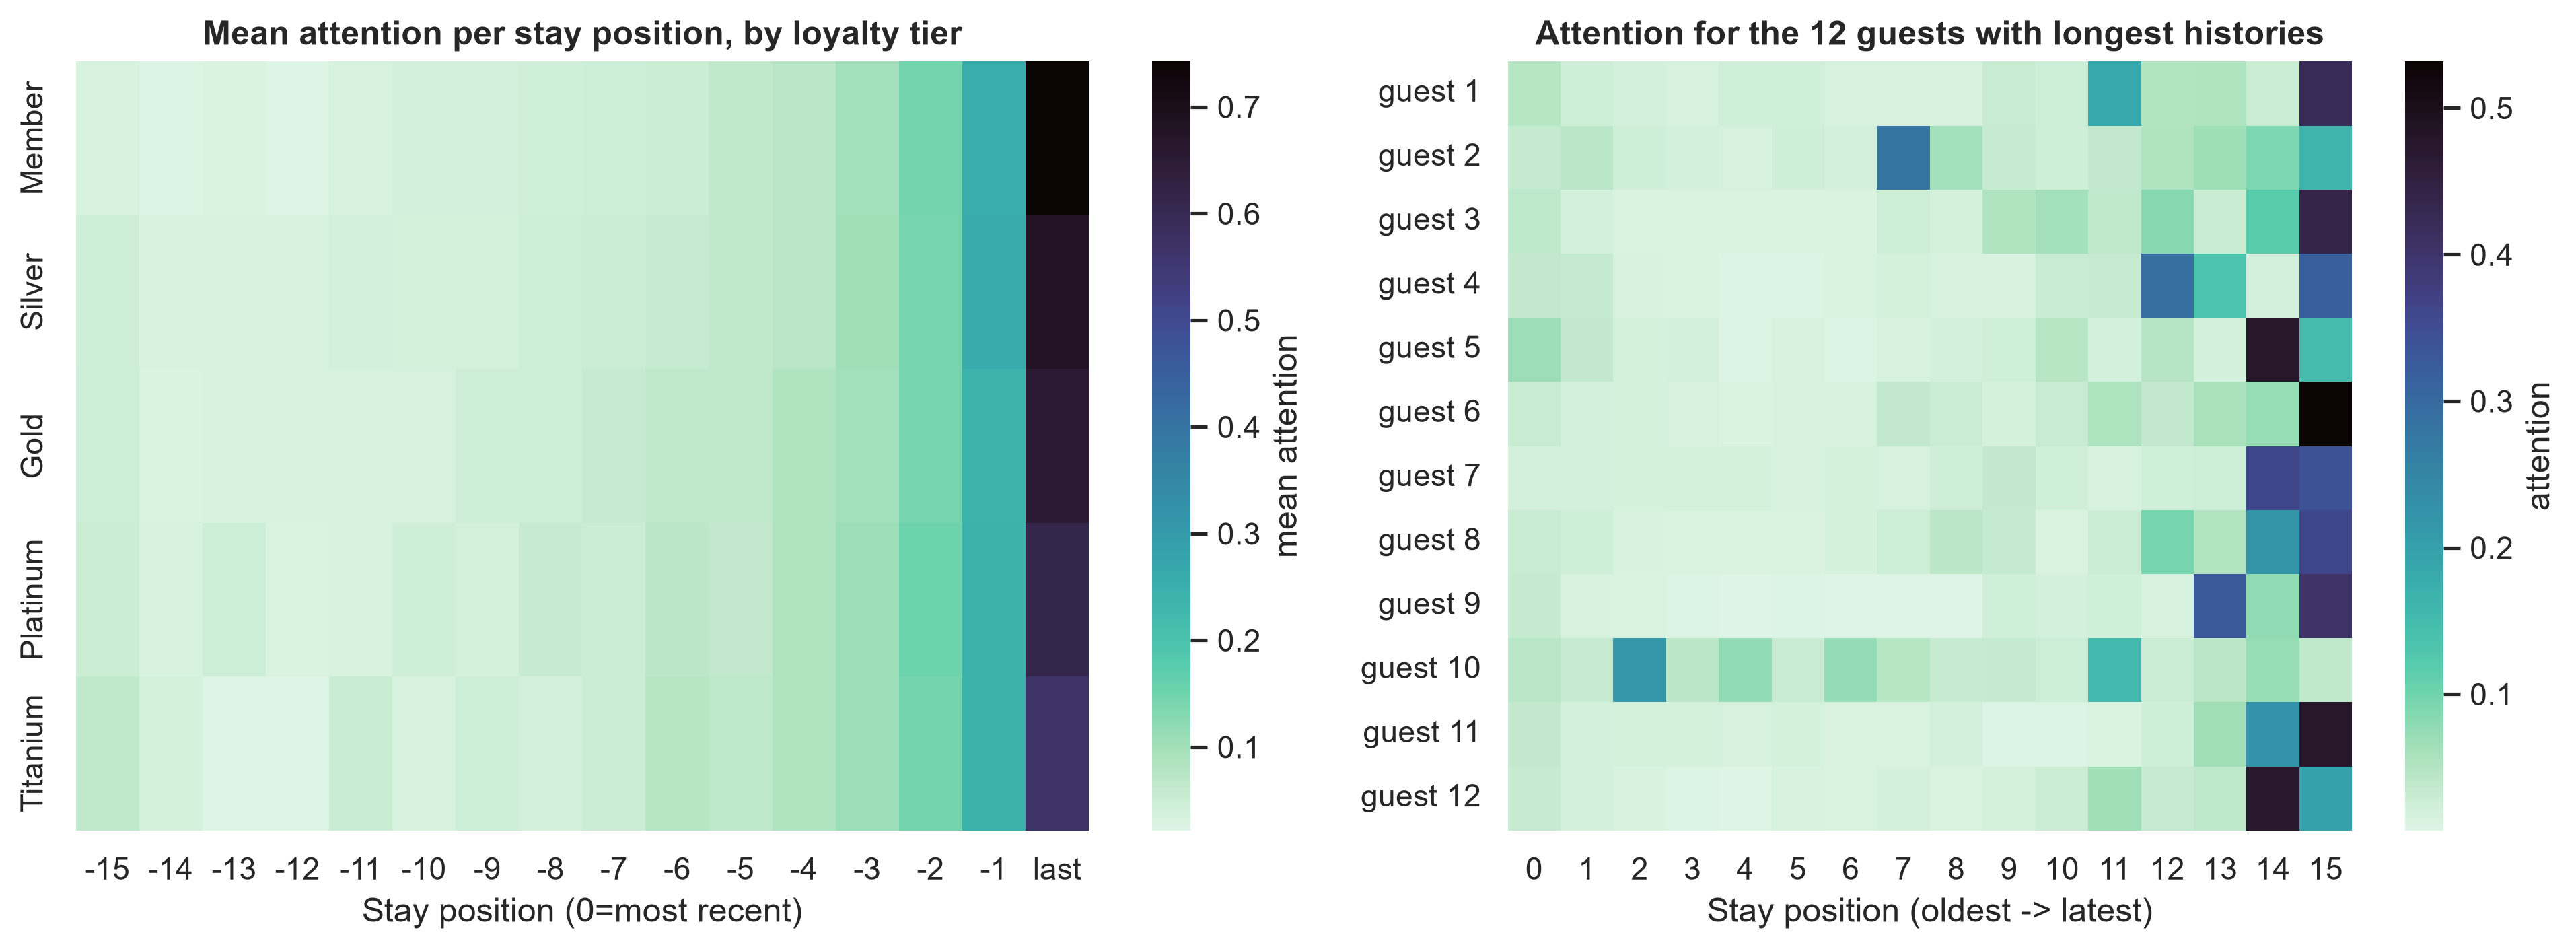 Mean attention per stay position, by loyalty tier
Member
Silver
Gold
Platinum
Titanium
-15 -14 -13 -12 -11 -10 -9 -8 -7 -6 -5 -4 -3 -2 -1 last
Stay position (0=most recent)
0.7
0.6
0.5
0.4
0.3
0.2
0.1
mean attention
Attention for the 12 guests with longest histories
guest 1
guest 2
guest 3
guest 4
guest 5
guest 6
guest 7
guest 8
guest 9
guest 10
guest 11
guest 12
0 1 2 3 4 5 6 7 8 9 10 11 12 13 14 15
Stay position (oldest -> latest)
0.5
0.4
0.3
0.2
0.1
attention